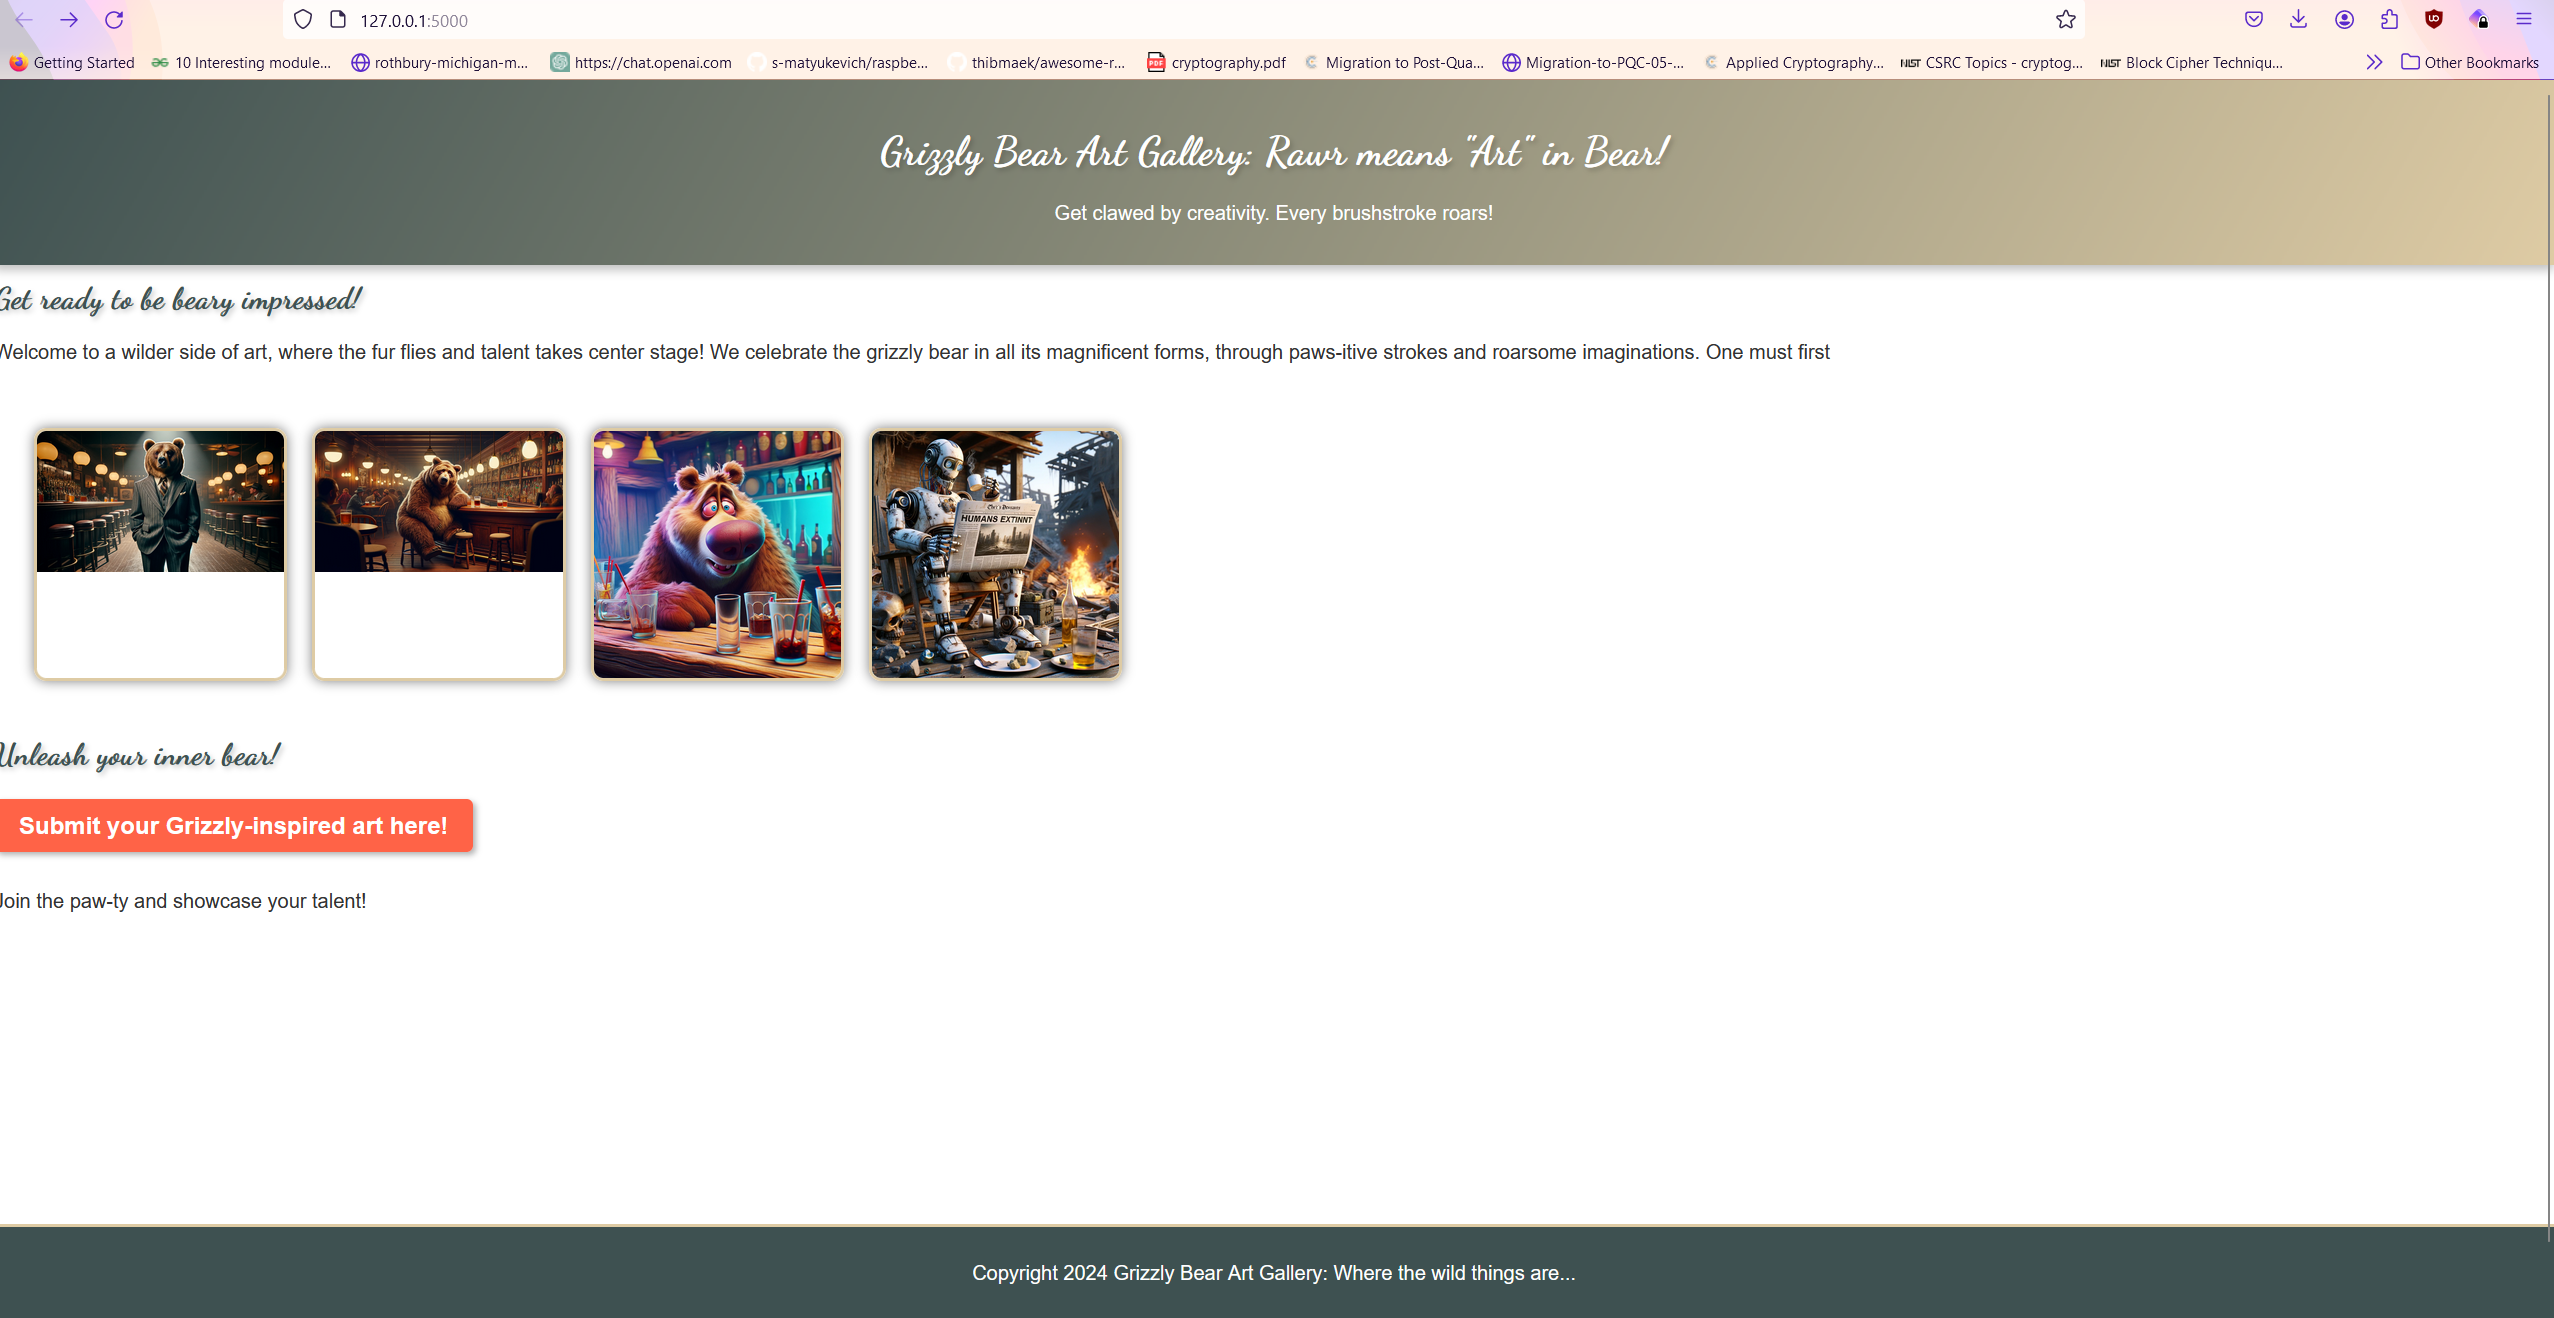 127.0.0.1:5000
Getting Started
10 Interesting module...
rothbury-michigan-m...
https://chat.openai.com
s-matyukevich/raspbe...
thibmaek/awesome-r...
cryptography.pdf
Migration to Post-Qua...
Migration-to-PQC-05-...
Applied Cryptography...
CSRC Topics - cryptog...
Block Cipher Techniqu...
Other Bookmarks
Grizzly Bear Art Gallery: Rawr means "Art" in Bear!
Get clawed by creativity. Every brushstroke roars!
Get ready to be beary impressed!
Welcome to a wilder side of art, where the fur flies and talent takes center stage! We celebrate the grizzly bear in all its magnificent forms, through paws-itive strokes and roarsome imaginations. One must first
HUMANS EXTINNT
Unleash your inner bear!
Submit your Grizzly-inspired art here!
Join the paw-ty and showcase your talent!
Copyright 2024 Grizzly Bear Art Gallery: Where the wild things are...